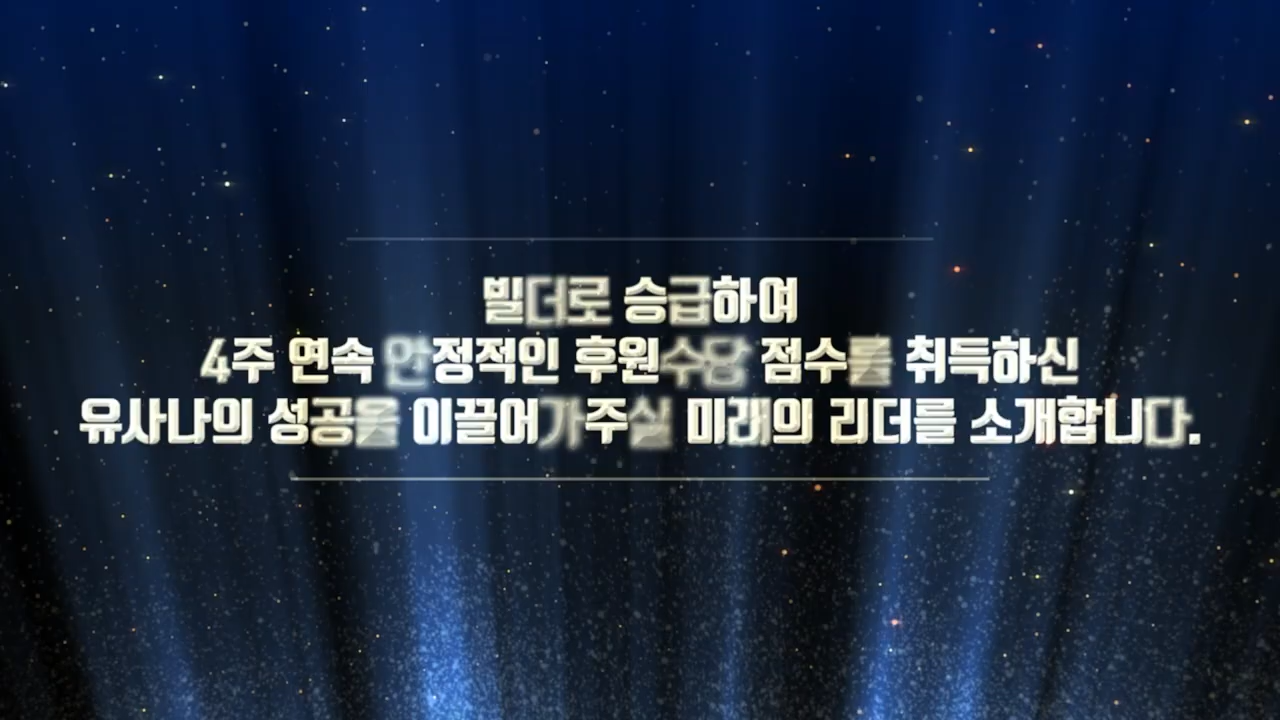 빌더로 승급하여
4주 연속 안정적인 후원수당 점수를 취득하신
유사나의 성공을 이끌어가주실 미래의 리더를 소개합니다.